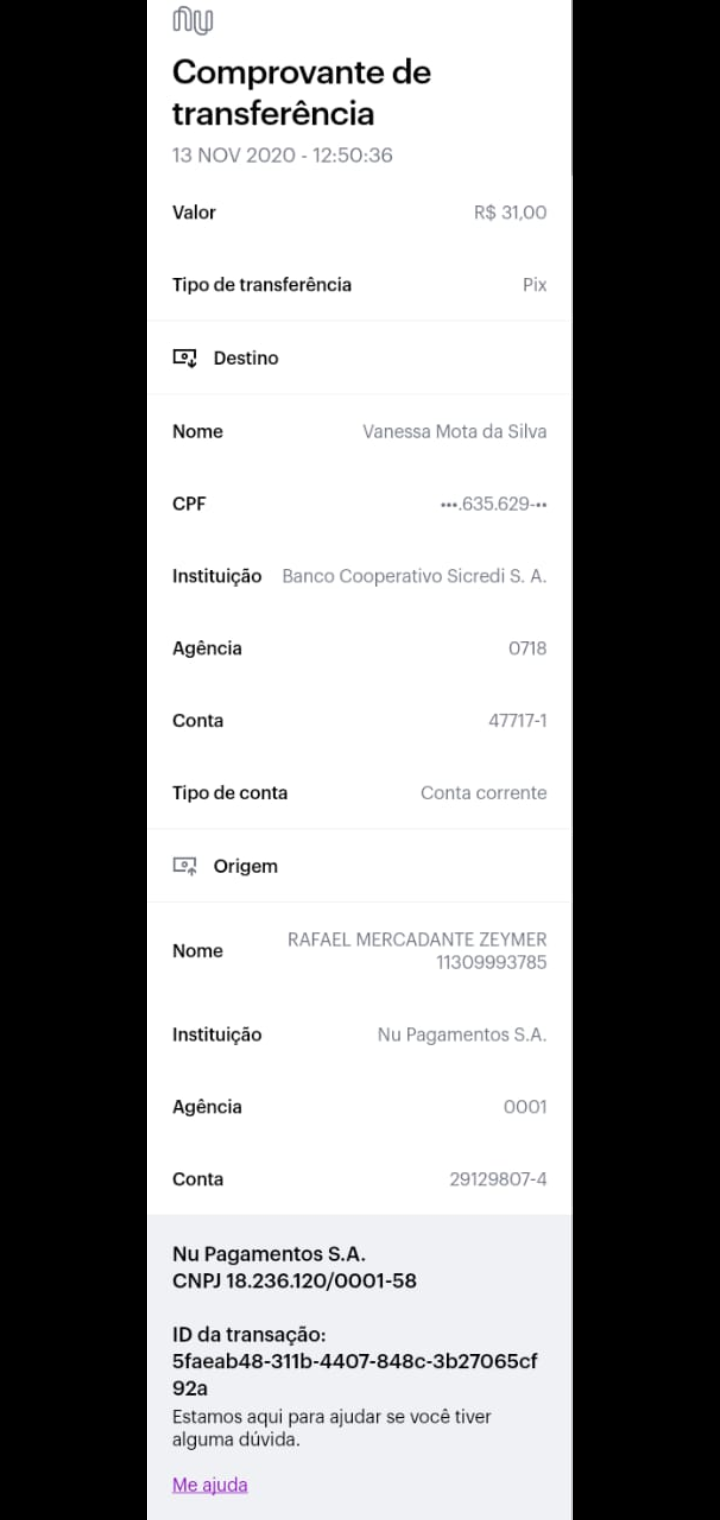 nu
Comprovante de
transferência
13 NOV 2020 - 12:50:36
Valor R$ 31,00
Tipo de transferência Pix
Destino
Nome Vanessa Mota da Silva
CPF •••.635.629-••
Instituição Banco Cooperativo Sicredi S. A.
Agência 0718
Conta 47717-1
Tipo de conta Conta corrente
Origem
Nome RAFAEL MERCADANTE ZEYMER
11309993785
Instituição Nu Pagamentos S.A.
Agência 0001
Conta 29129807-4
Nu Pagamentos S.A.
CNPJ 18.236.120/0001-58
ID da transação:
5faeab48-311b-4407-848c-3b27065cf
92a
Estamos aqui para ajudar se você tiver
alguma dúvida.
Me ajuda